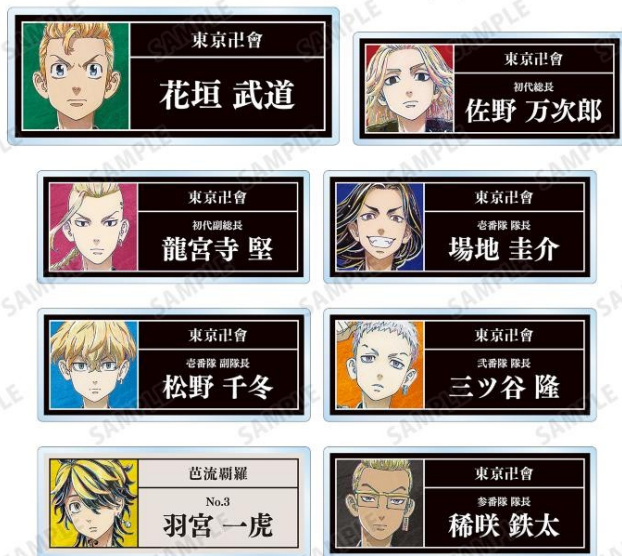 東京卍會
花垣 武道
東京卍會
初代総長
佐野 万次郎
東京卍會
初代副総長
龍宮寺 堅
東京卍會
壱番隊 隊長
場地 圭介
東京卍會
壱番隊 副隊長
松野 千冬
東京卍會
弐番隊 隊長
三ツ谷 隆
芭流覇羅
No.3
羽宮 一虎
東京卍會
参番隊 隊長
稀咲 鉄太
SAMPLE